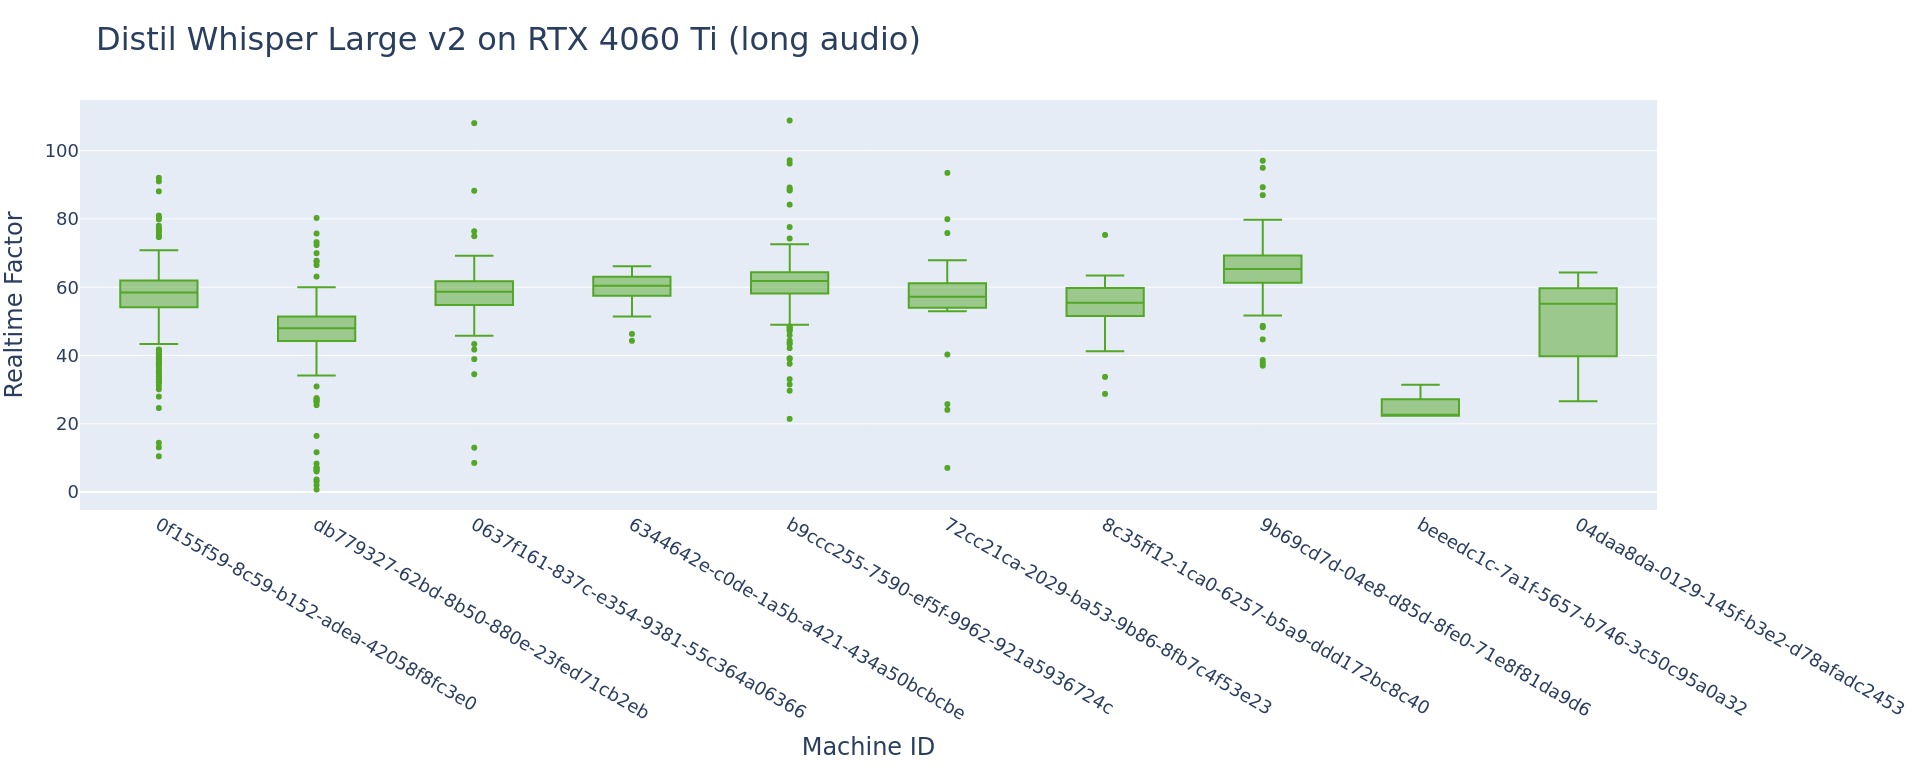 Distil Whisper Large v2 on RTX 4060 Ti (long audio)
Realtime Factor
100
80
60
40
20
0
0f155f59-8c59-b152-adea-42058f8fc3e0
db779327-62bd-8b50-880e-23fed71cb2eb
0637f161-837c-e354-9381-55c364a06366
6344642e-c0de-1a5b-a421-434a50bcbcbe
b9ccc255-7590-ef5f-9962-921a5936724c
72cc21ca-2029-ba53-9b86-8fb7c4f53e23
8c35ff12-1ca0-6257-b5a9-ddd172bc8c40
9b69cd7d-04e8-d85d-8fe0-71e8f81da9d6
beeedc1c-7a1f-5657-b746-3c50c95a0a32
04daa8da-0129-145f-b3e2-d78afadc2453
Machine ID